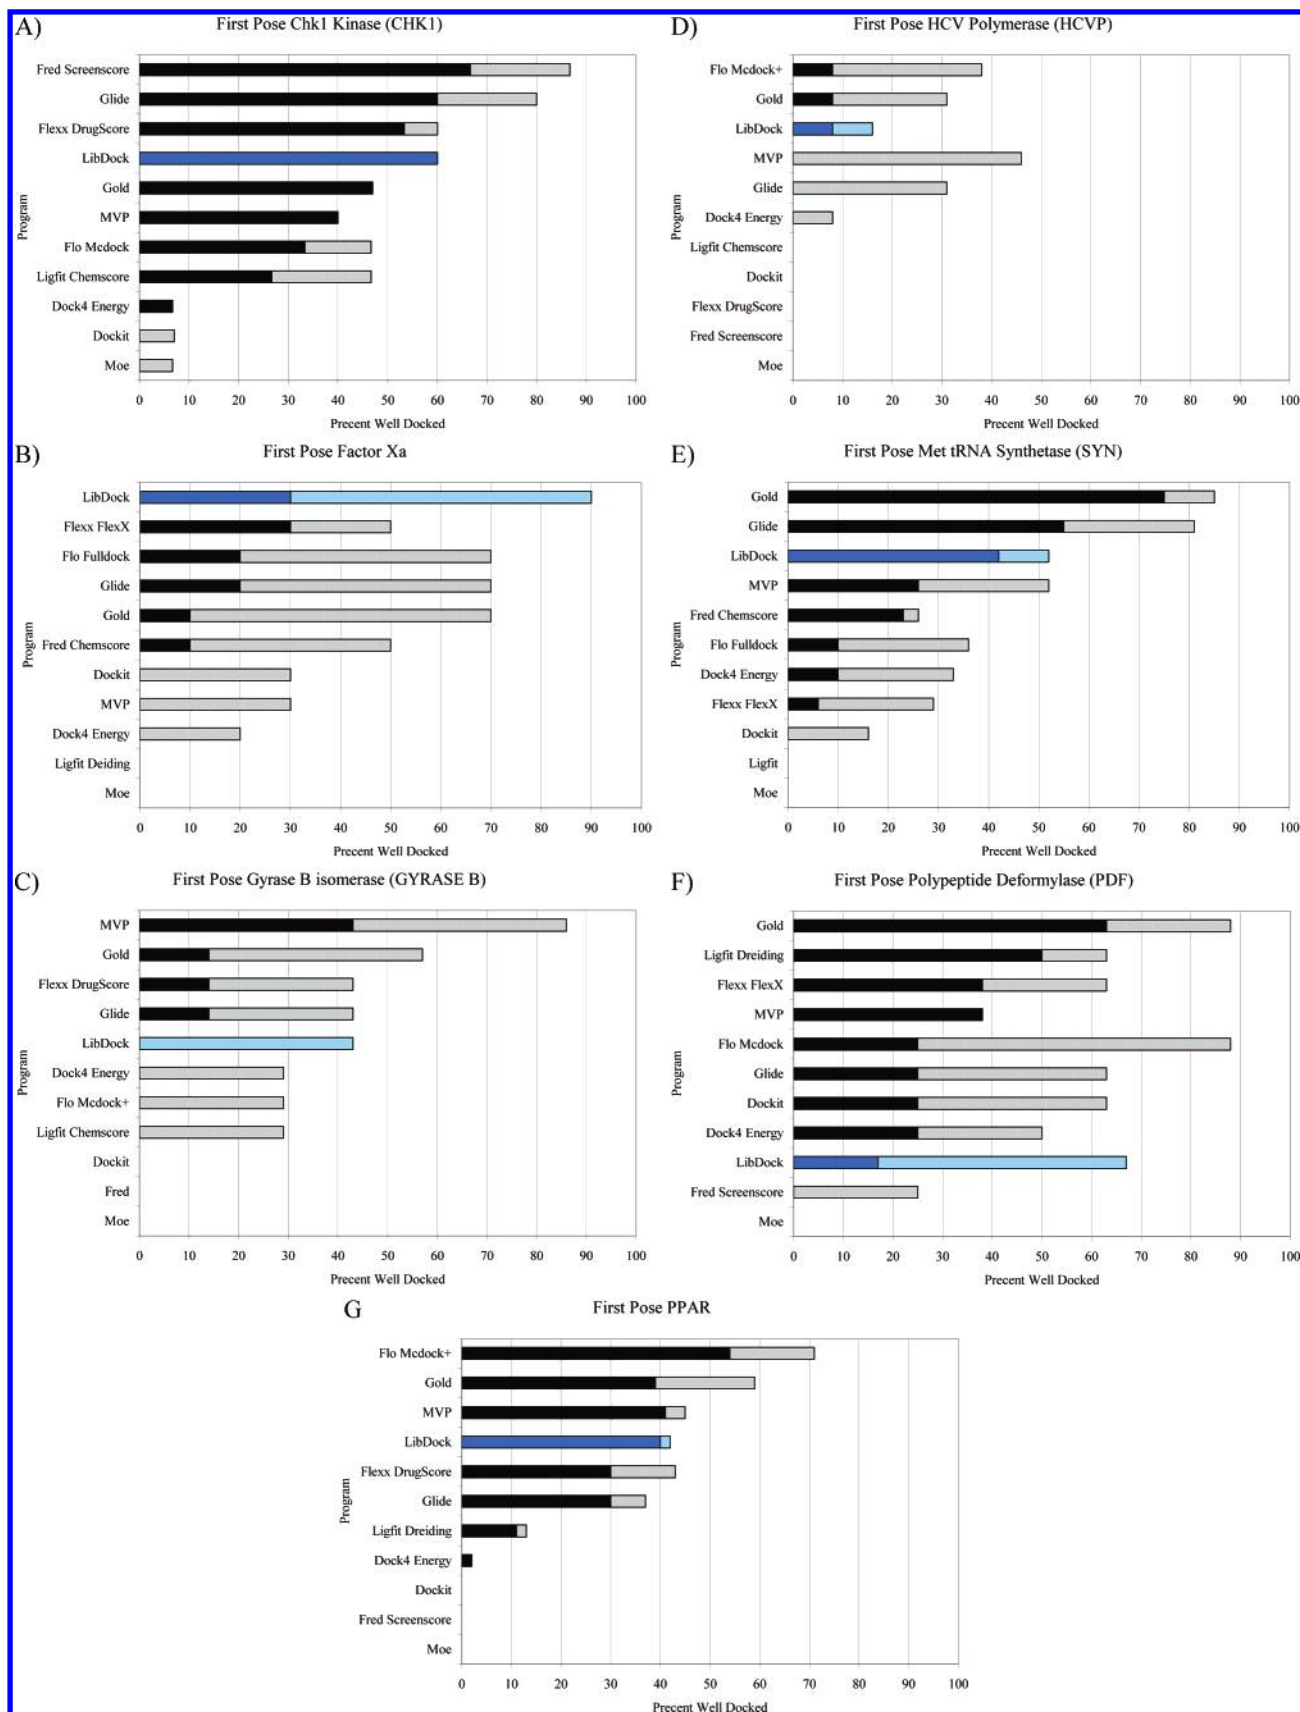 A) First Pose Chk1 Kinase (CHK1)
Program
Fred Screenscore
Glide
Flexx DrugScore
LibDock
Gold
MVP
Flo Mcdock
Ligfit Chemscore
Dock4 Energy
Dockit
Moe
0 10 20 30 40 50 60 70 80 90 100
Precent Well Docked
B) First Pose Factor Xa
Program
LibDock
Flexx FlexX
Flo Fulldock
Glide
Gold
Fred Chemscore
Dockit
MVP
Dock4 Energy
Ligfit Deiding
Moe
0 10 20 30 40 50 60 70 80 90 100
Precent Well Docked
C) First Pose Gyrase B isomerase (GYRASE B)
Program
MVP
Gold
Flexx DrugScore
Glide
LibDock
Dock4 Energy
Flo Mcdock+
Ligfit Chemscore
Dockit
Fred
Moe
0 10 20 30 40 50 60 70 80 90 100
Precent Well Docked
D) First Pose HCV Polymerase (HCVP)
Program
Flo Mcdock+
Gold
LibDock
MVP
Glide
Dock4 Energy
Ligfit Chemscore
Dockit
Flexx DrugScore
Fred Screenscore
Moe
0 10 20 30 40 50 60 70 80 90 100
Precent Well Docked
E) First Pose Met tRNA Synthetase (SYN)
Program
Gold
Glide
LibDock
MVP
Fred Chemscore
Flo Fulldock
Dock4 Energy
Flexx FlexX
Dockit
Ligfit
Moe
0 10 20 30 40 50 60 70 80 90 100
Precent Well Docked
F) First Pose Polypeptide Deformylase (PDF)
Program
Gold
Ligfit Dreiding
Flexx FlexX
MVP
Flo Mcdock
Glide
Dockit
Dock4 Energy
LibDock
Fred Screenscore
Moe
0 10 20 30 40 50 60 70 80 90 100
Precent Well Docked
G First Pose PPAR
Program
Flo Mcdock+
Gold
MVP
LibDock
Flexx DrugScore
Glide
Ligfit Dreiding
Dock4 Energy
Dockit
Fred Screenscore
Moe
0 10 20 30 40 50 60 70 80 90 100
Precent Well Docked